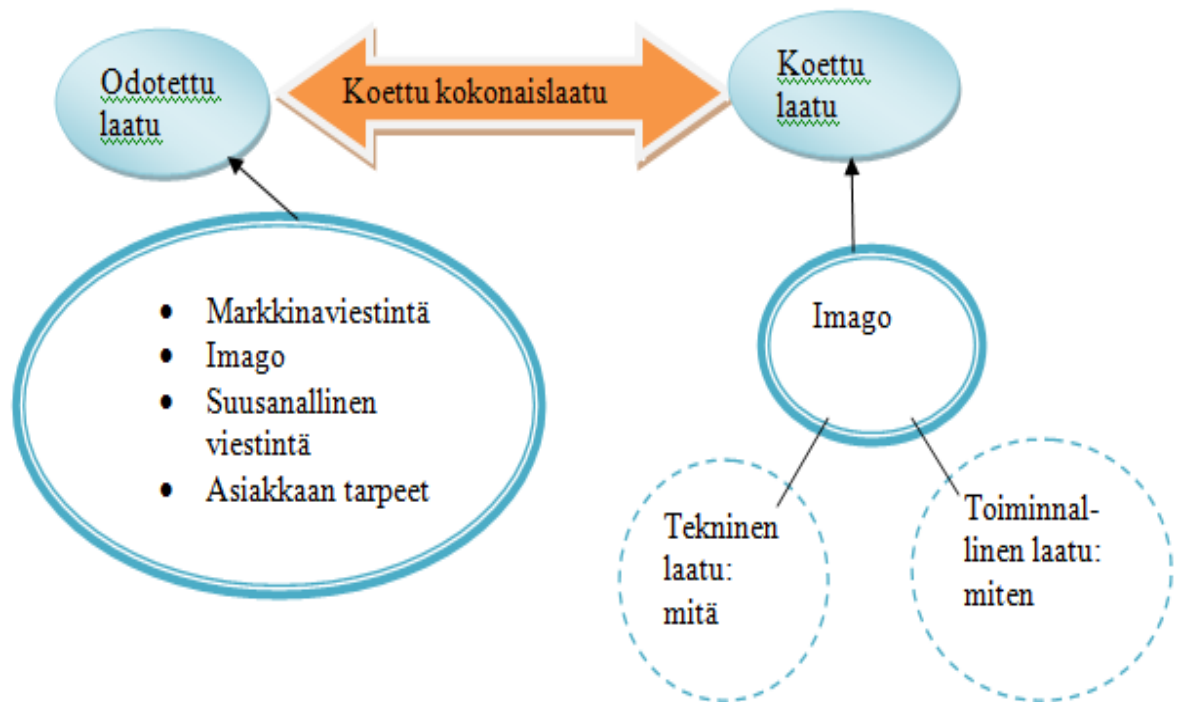 Odotettu
laatu
Koettu kokonaislaatu
Koettu
laatu
• Markkinaviestintä
• Imago
• Suusanallinen
viestintä
• Asiakkaan tarpeet
Imago
Tekninen
laatu:
mitä
Toiminnal-
linen laatu:
miten